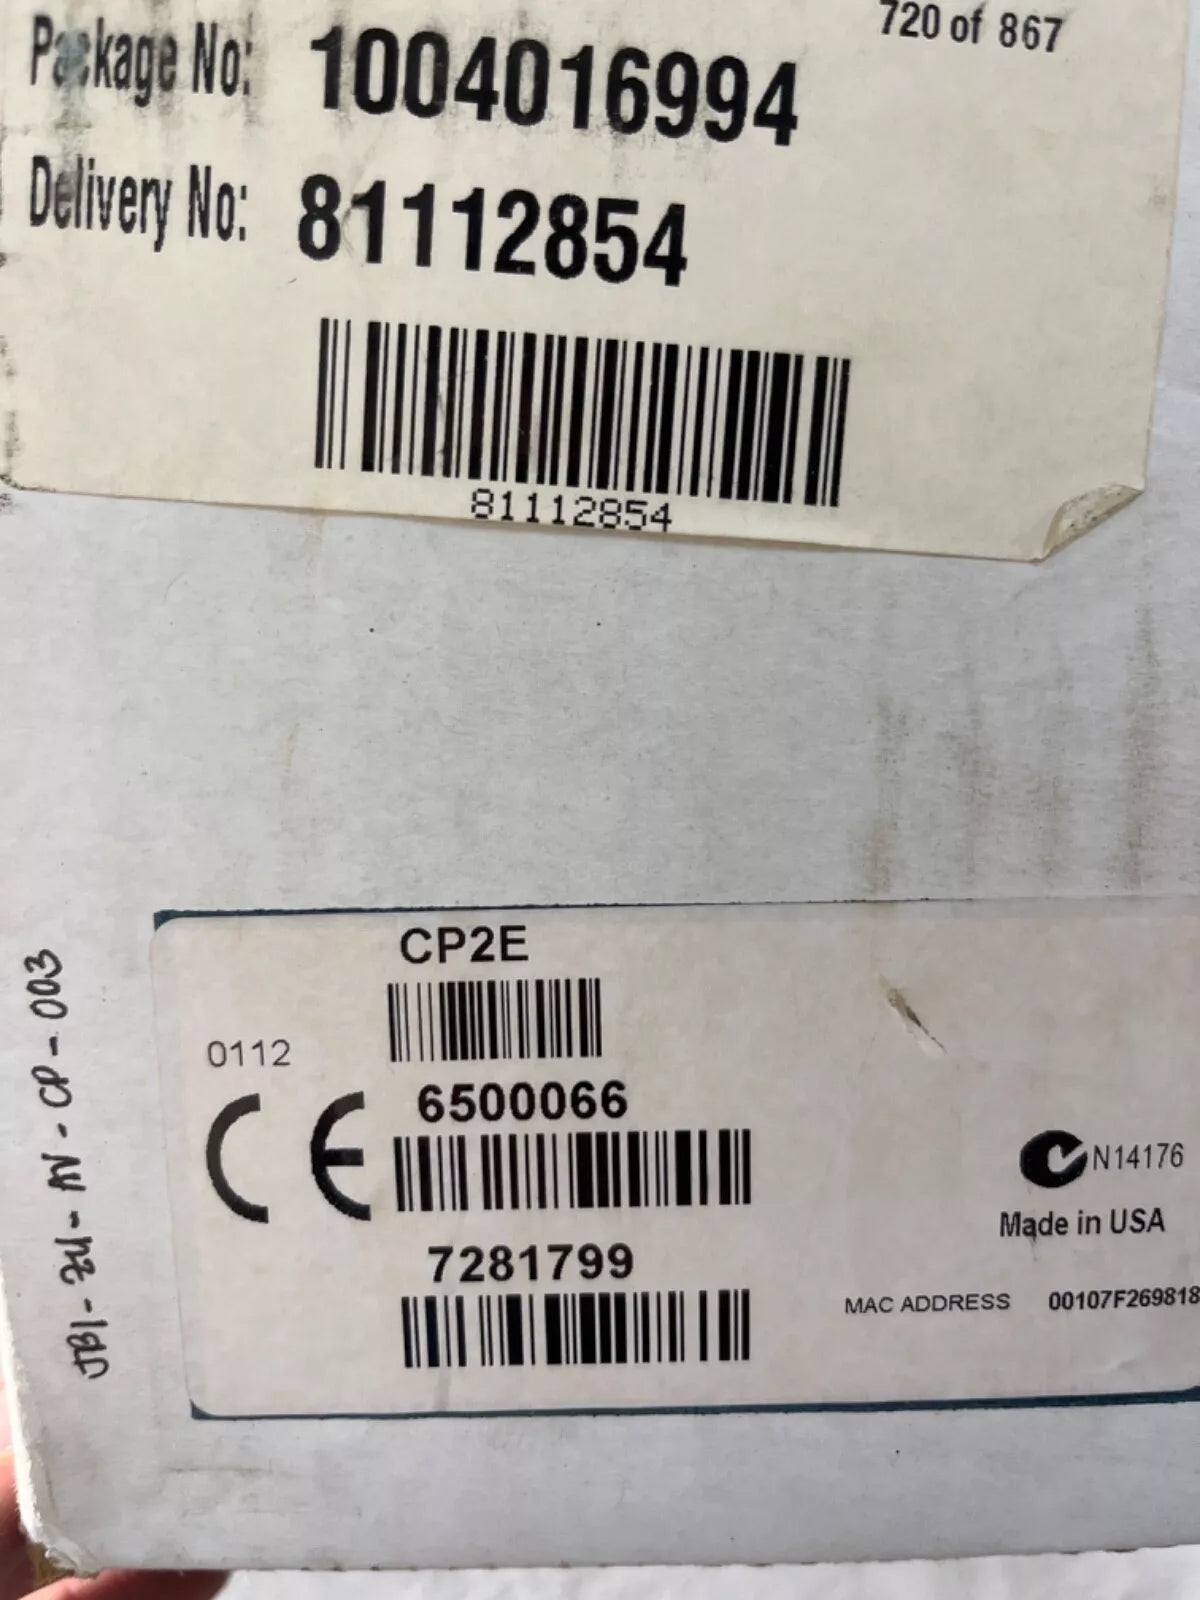 720 of 867
Package No: 1004016994
Delivery No: 81112854
81112854
CP2E
0112
CE
6500066
N14176
Made in USA
7281799
MAC ADDRESS 00107F269818